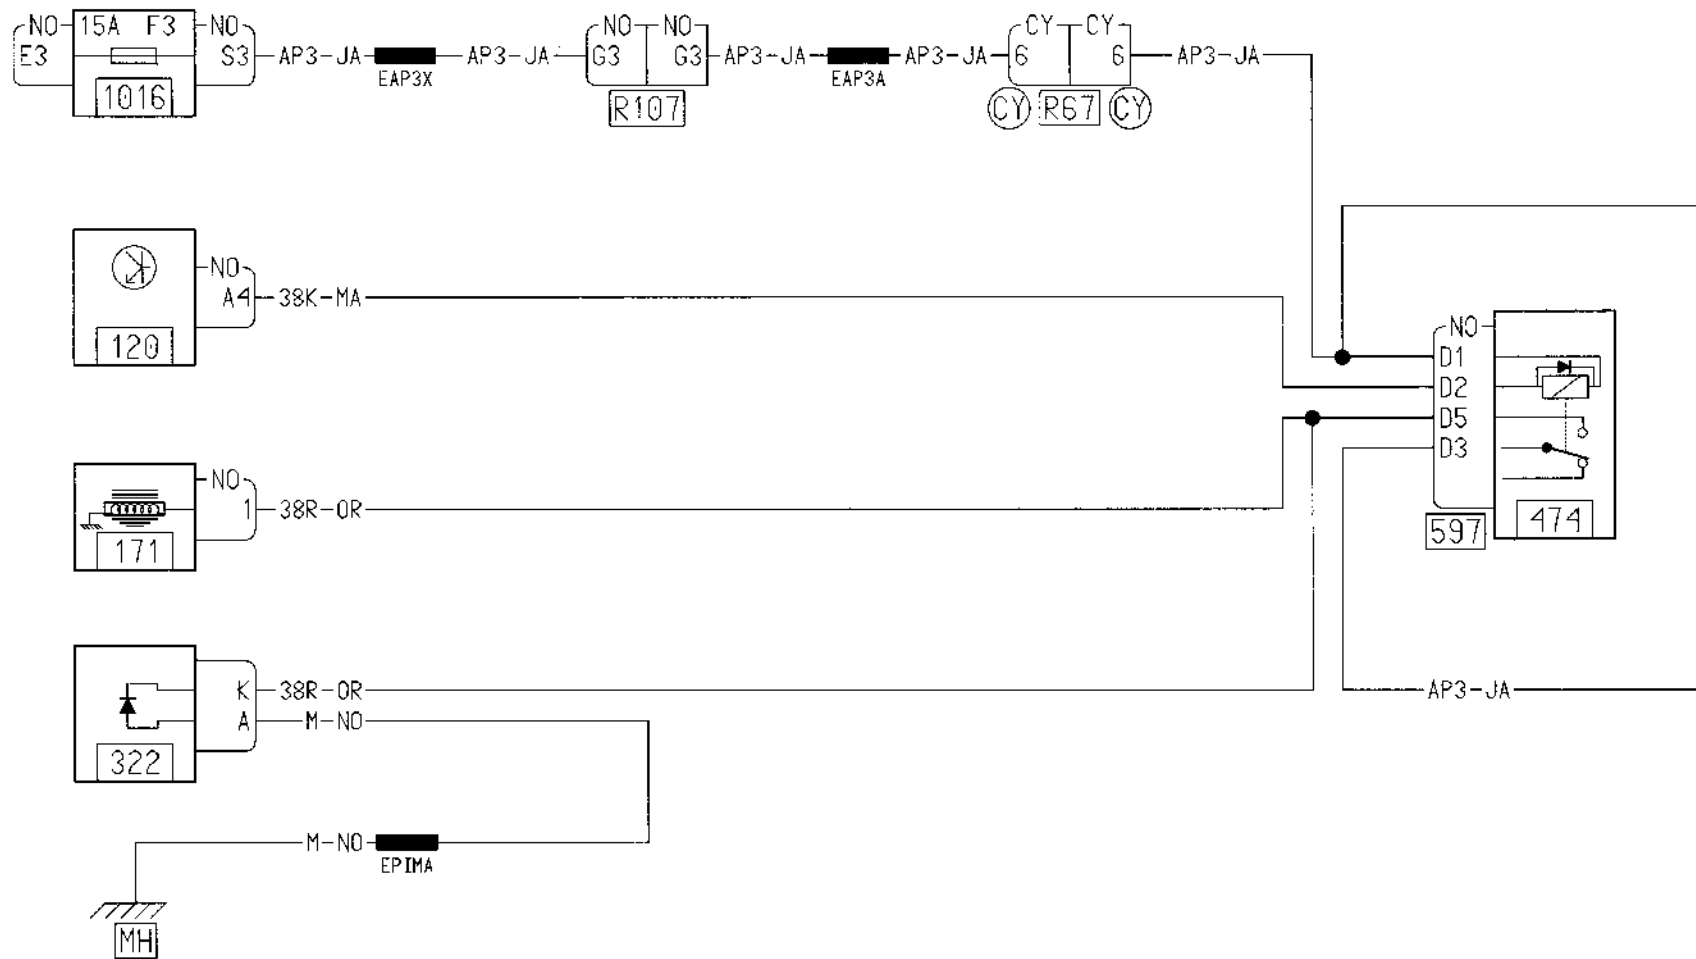 NO 15A F3 NO
E3 S3 AP3-JA AP3-JA
EAP3X
1016
NO NO
G3 G3 AP3-JA AP3-JA
EAP3A
R107
CY CY
6 6 AP3-JA
CY R67 CY
NO
A4 38K-MA
120
NO
D1
D2
D5
D3
597 474
NO
1 38R-OR
171
K 38R-OR
A M-NO
322
AP3-JA
M-NO
EPIMA
MH